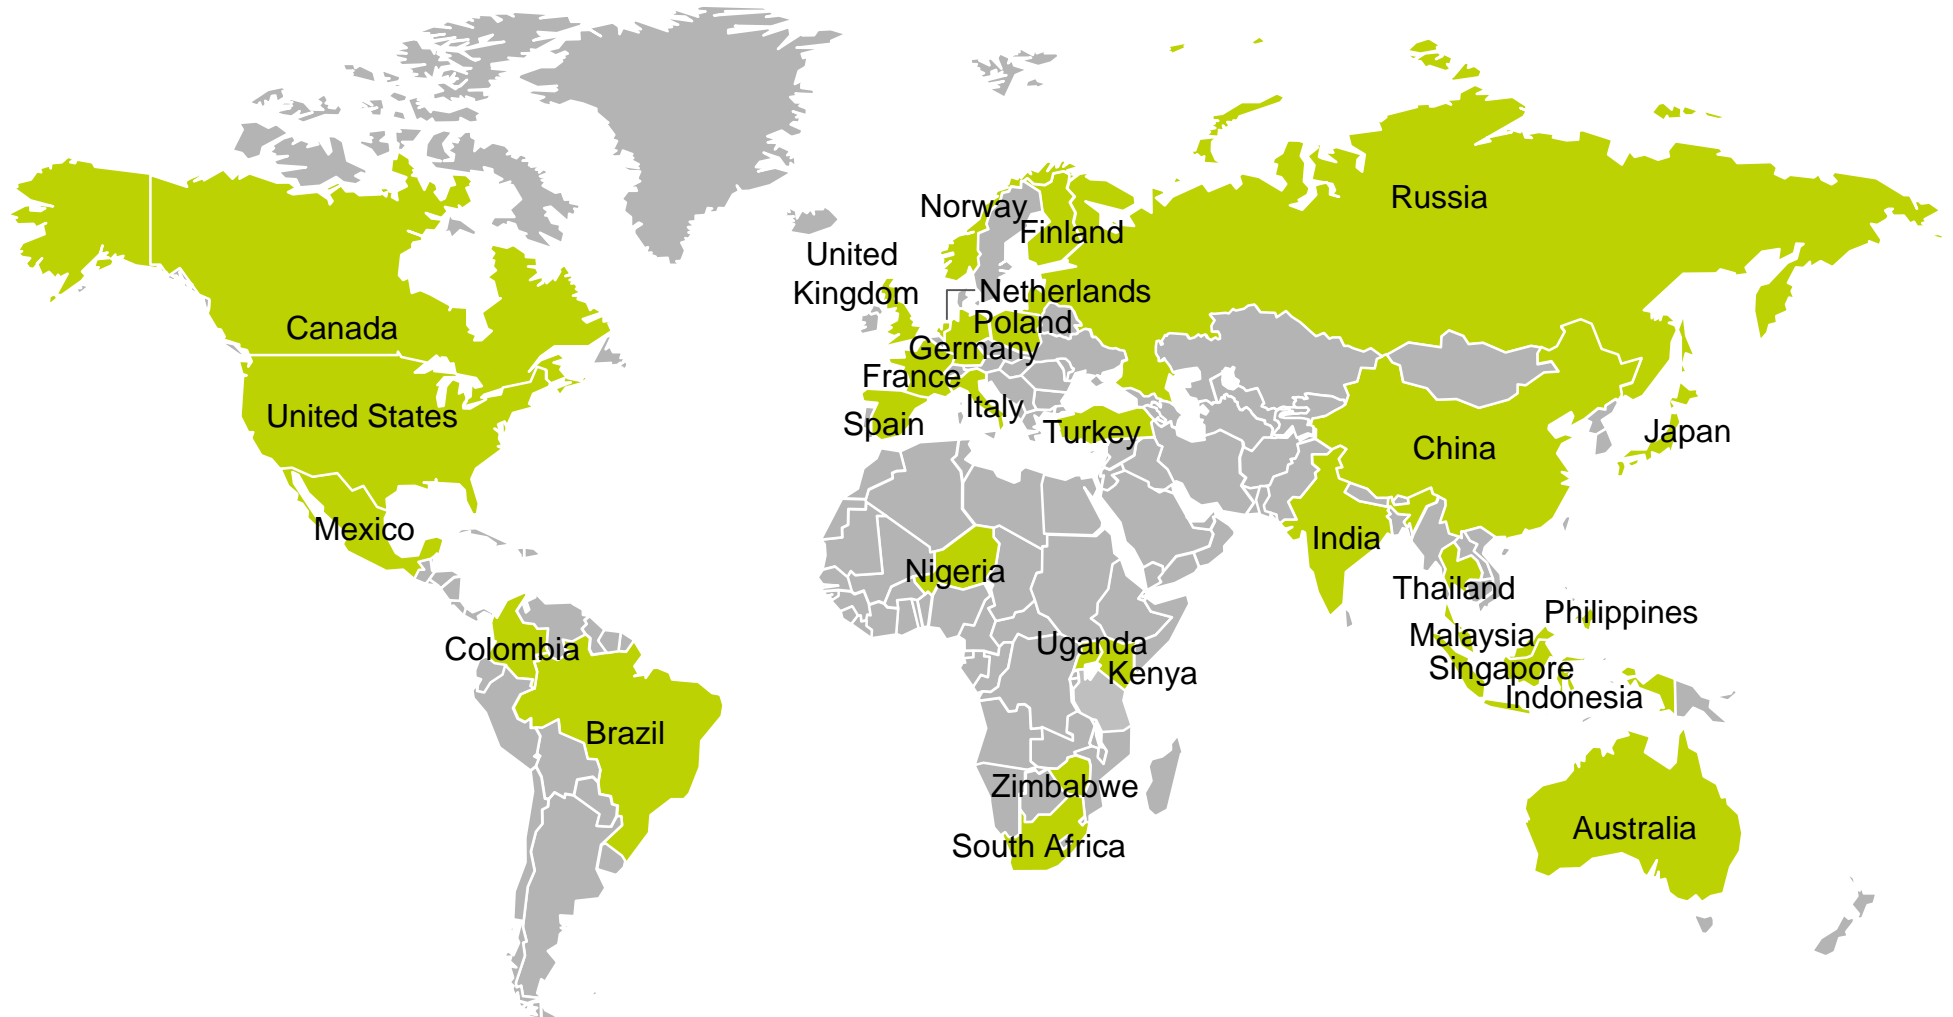 Russia
Norway
Finland
United
Kingdom
Netherlands
Poland
Canada
Germany
France
Italy
United States
Spain
Turkey
Japan
China
Mexico
India
Nigeria
Thailand
Philippines
Uganda
Malaysia
Colombia
Singapore
Kenya
Indonesia
Brazil
Zimbabwe
Australia
South Africa